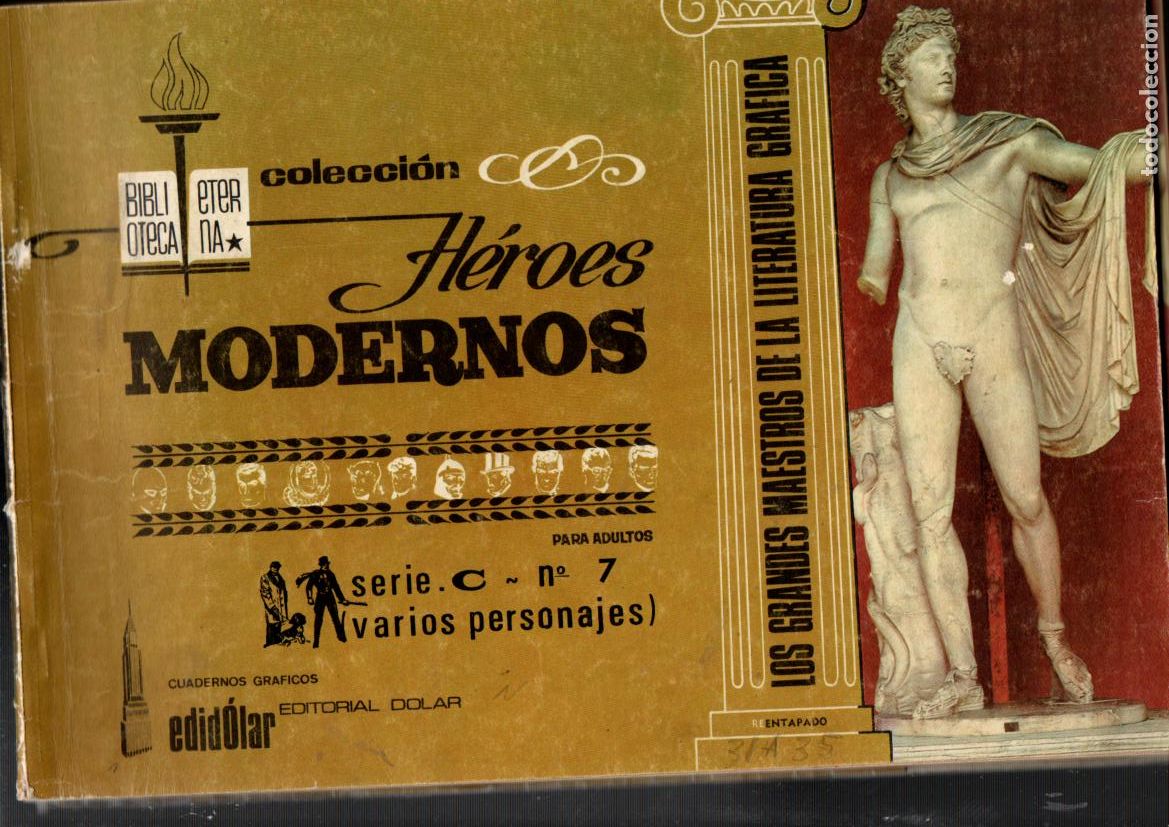 BIBLI ETER
OTECA NA★
colección
Héroes
MODERNOS
PARA ADULTOS
serie. C ~ nº 7
(varios personajes)
CUADERNOS GRAFICOS
edidÓlar EDITORIAL DOLAR
LOS GRANDES MAESTROS DE LA LITERATURA GRAFICA
REENTAPADO
31A35
todocoleccion